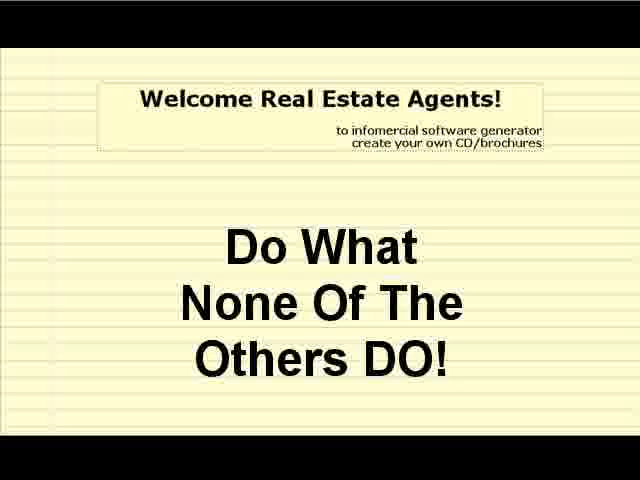 Welcome Real Estate Agents!
to infomercial software generator
create your own CD/brochures
Do What
None Of The
Others DO!